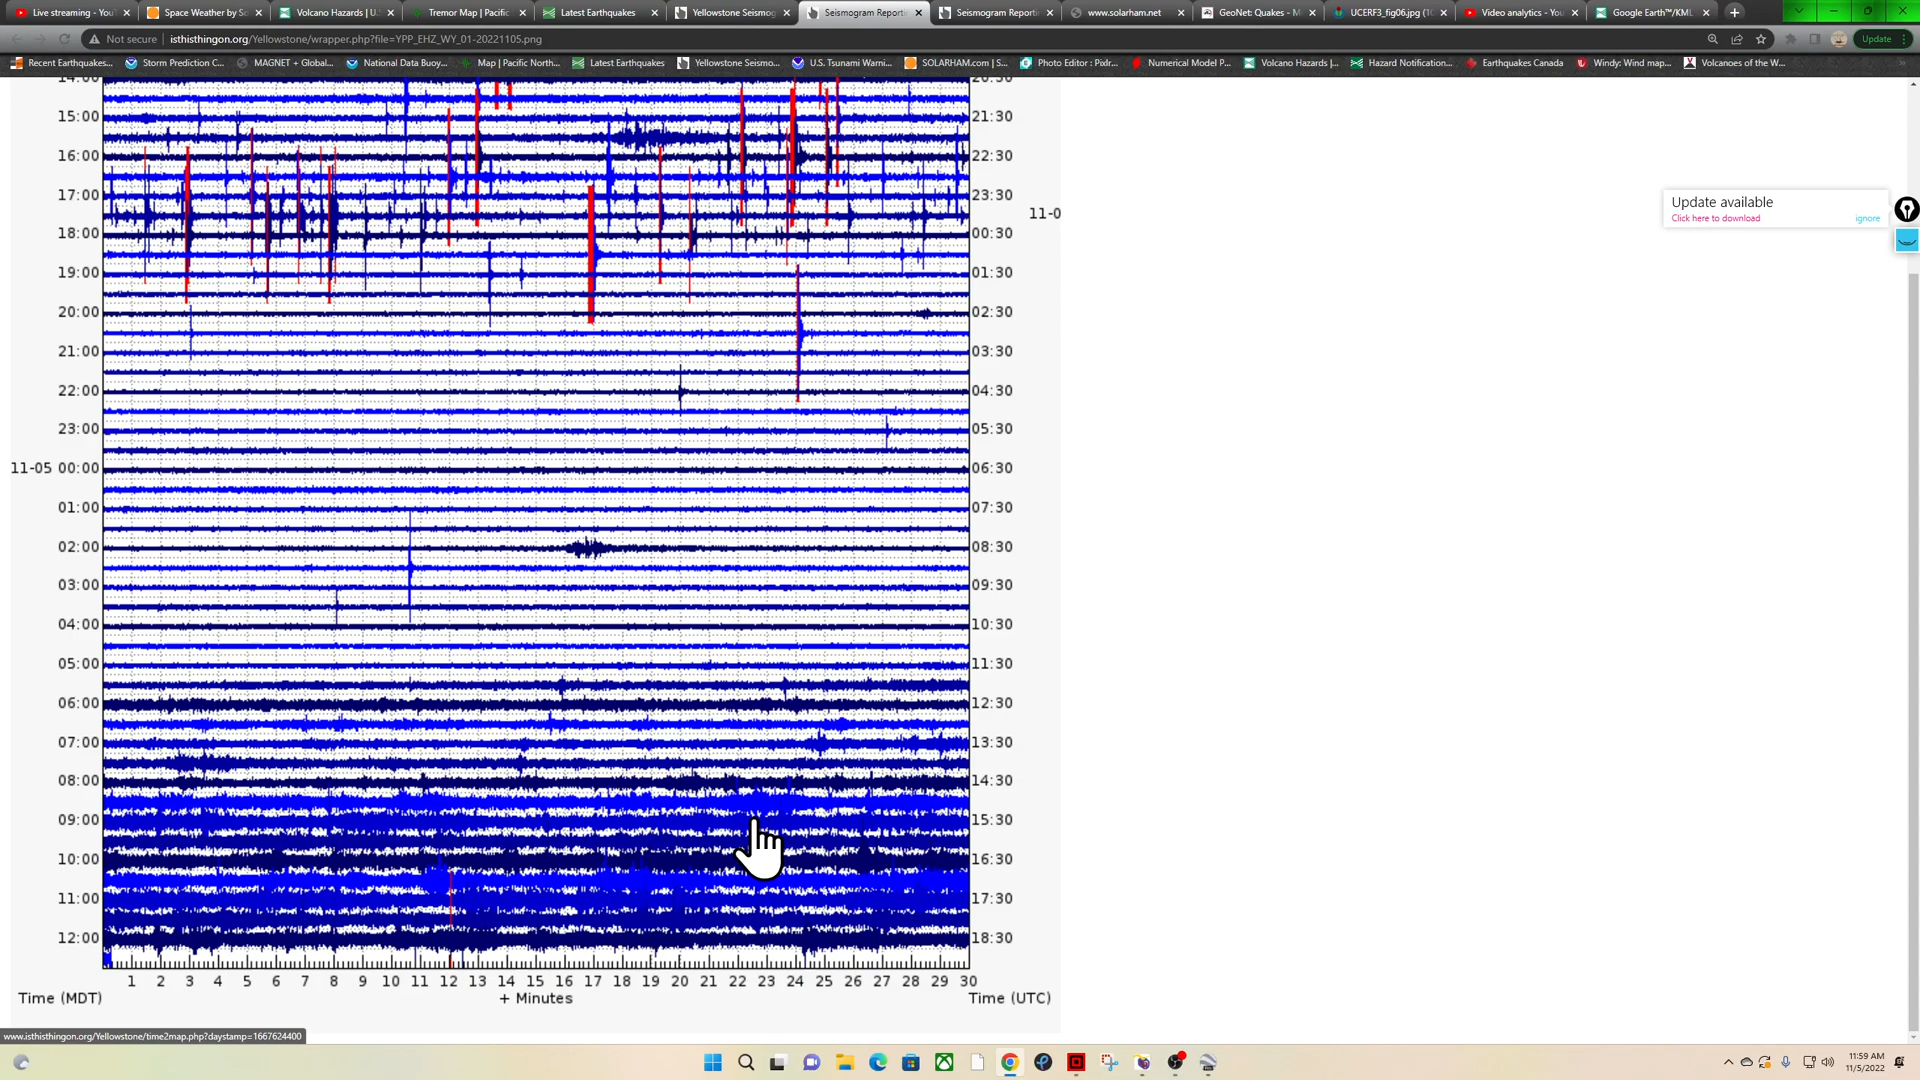 Live streaming - You
Space Weather by So
Volcano Hazards | U.S
Tremor Map | Pacific
Latest Earthquakes
Yellowstone Seismog
Seismogram Reportin
Seismogram Reportin
www.solarham.net
GeoNet: Quakes - M
UCERF3_fig06.jpg (10
Video analytics - You
Google Earth™/KML
Not secure
isthisthingon.org/Yellowstone/wrapper.php?file=YPP_EHZ_WY_01-20221105.png
Update
Recent Earthquakes...
Storm Prediction C...
MAGNET + Global...
National Data Buoy...
Map | Pacific North...
Latest Earthquakes
Yellowstone Seismo...
U.S. Tsunami Warni...
SOLARHAM.com | S...
Photo Editor : Pixlr...
Numerical Model P...
Volcano Hazards |...
Hazard Notification...
Earthquakes Canada
Windy: Wind map...
Volcanoes of the W...
14:00 20:30
15:00 21:30
16:00 22:30
17:00 23:30
11-0
18:00 00:30
19:00 01:30
20:00 02:30
21:00 03:30
22:00 04:30
23:00 05:30
11-05 00:00 06:30
01:00 07:30
02:00 08:30
03:00 09:30
04:00 10:30
05:00 11:30
06:00 12:30
07:00 13:30
08:00 14:30
09:00 15:30
10:00 16:30
11:00 17:30
12:00 18:30
1 2 3 4 5 6 7 8 9 10 11 12 13 14 15 16 17 18 19 20 21 22 23 24 25 26 27 28 29 30
Time (MDT) + Minutes Time (UTC)
Update available
Click here to download ignore
www.isthisthingon.org/Yellowstone/time2map.php?daystamp=1667624400
11:59 AM
11/5/2022